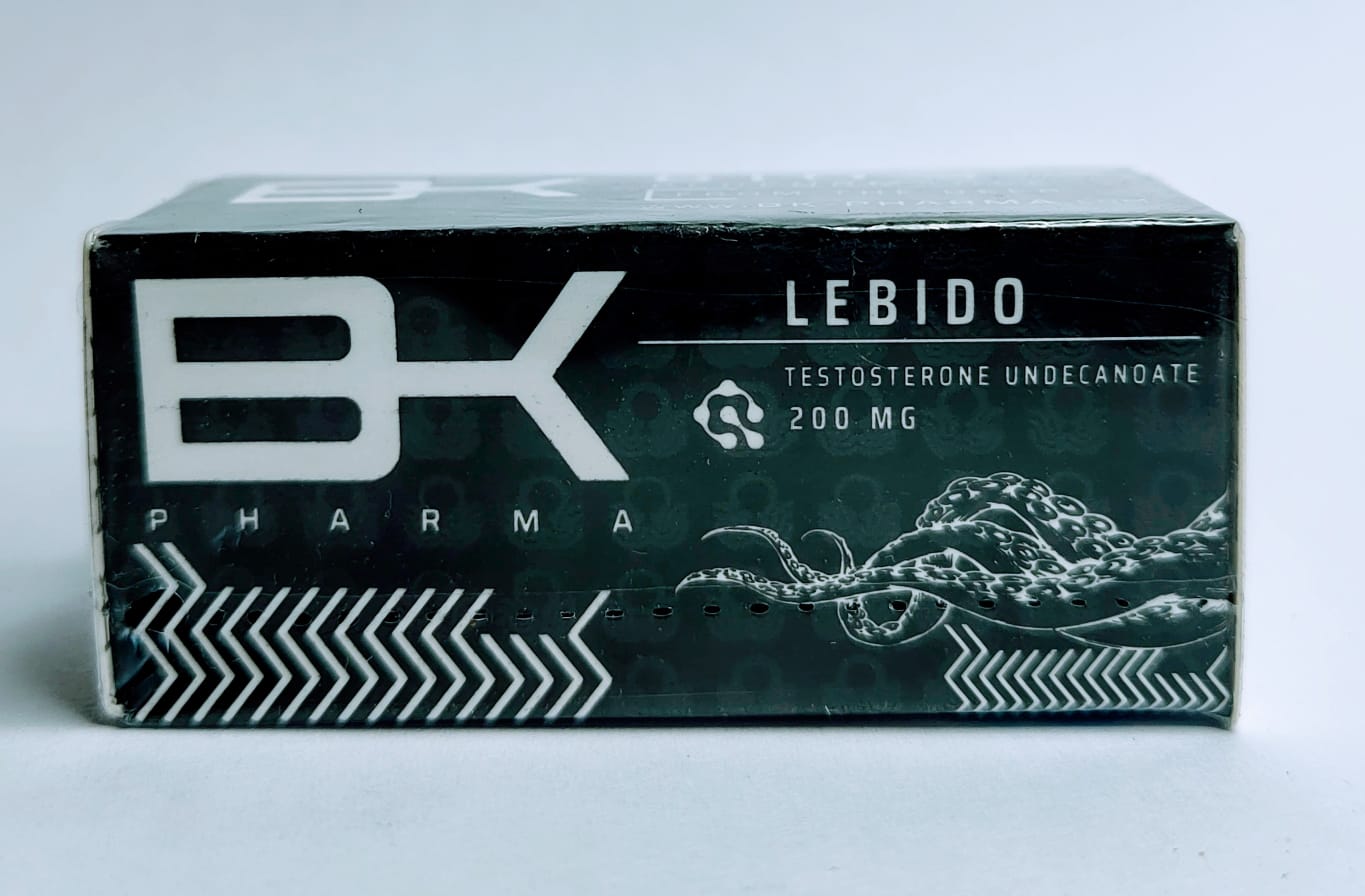 BK
PHARMA
LEBIDO
TESTOSTERONE UNDECANOATE
200 MG